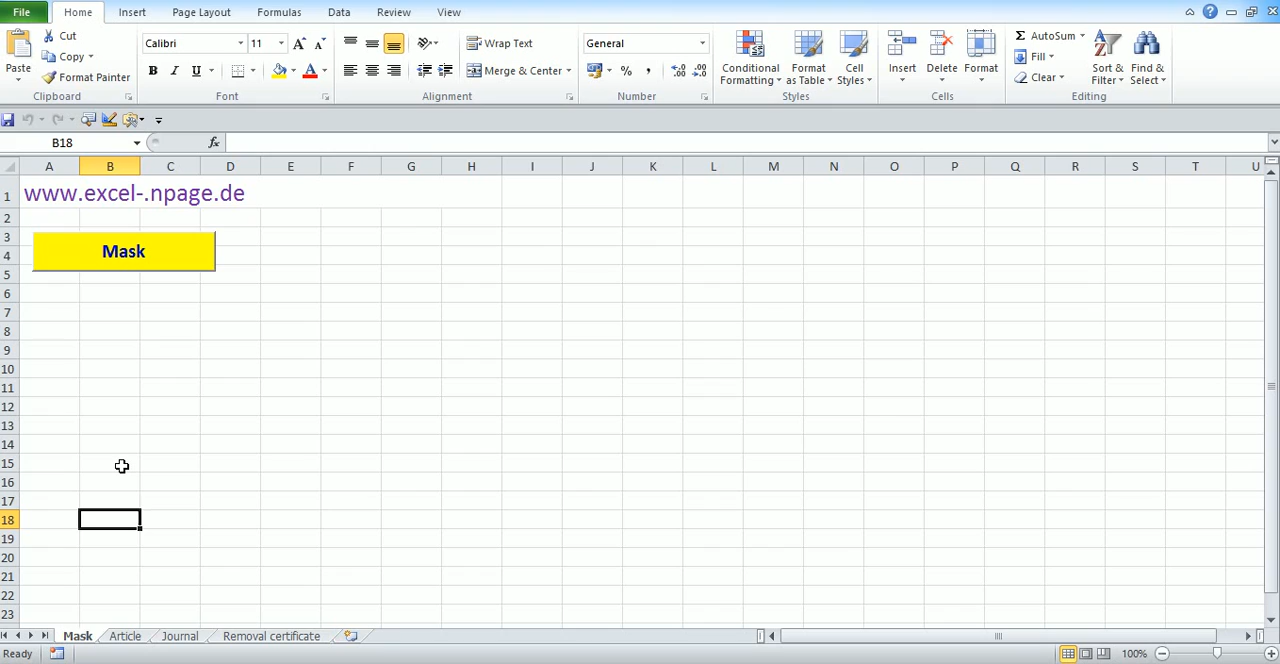 File Home Insert Page Layout Formulas Data Review View
Cut
Copy
Format Painter
Paste
Calibri 11
B I U
A A
A
Wrap Text
Merge & Center
General
% ,
Conditional Formatting
Format as Table
Cell Styles
Insert
Delete
Format
Σ AutoSum
Fill
Clear
Sort & Filter
Find & Select
Clipboard Font Alignment Number Styles Cells Editing
B18 fx
A B C D E F G H I J K L M N O P Q R S T U
1 www.excel-.npage.de
2
3
Mask
4
5
6
7
8
9
10
11
12
13
14
15
16
17
18
19
20
21
22
23
Mask Article Journal Removal certificate
Ready 100%